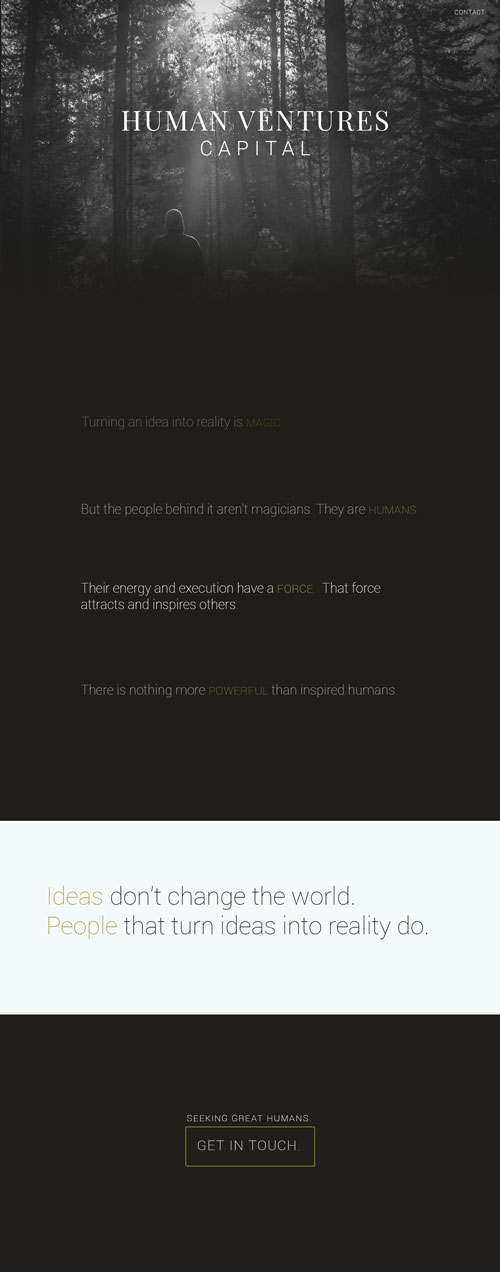 CONTACT
HUMAN VENTURES
CAPITAL
Turning an idea into reality is MAGIC
But the people behind it aren't magicians. They are HUMANS.
Their energy and execution have a FORCE. That force
attracts and inspires others.
There is nothing more POWERFUL than inspired humans.
Ideas don't change the world.
People that turn ideas into reality do.
SEEKING GREAT HUMANS.
GET IN TOUCH.